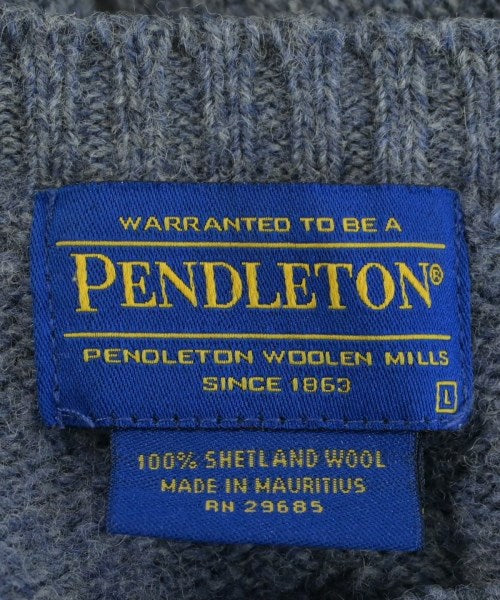 WARRANTED TO BE A
PENDLETON®
PENDLETON WOOLEN MILLS
SINCE 1863
L
100% SHETLAND WOOL
MADE IN MAURITIUS
RN 29685